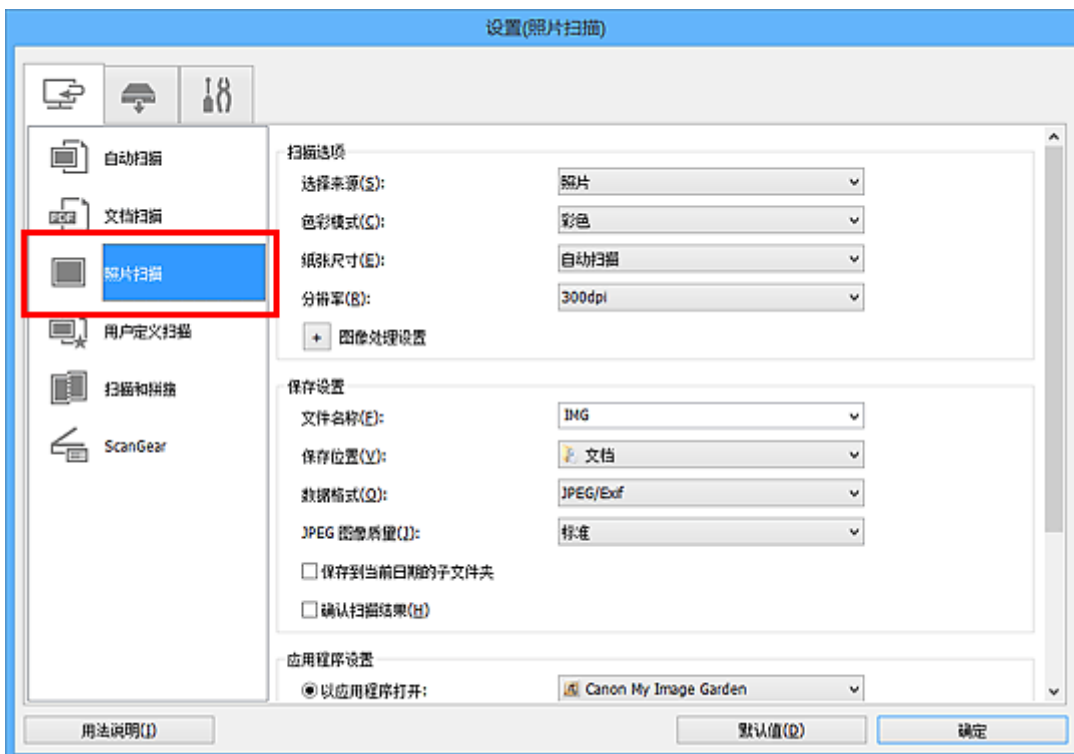 设置(照片扫描)
自动扫描
文档扫描
照片扫描
用户定义扫描
扫描和拼接
ScanGear
扫描选项
选择来源(S): 照片
色彩模式(C): 彩色
纸张尺寸(E): 自动扫描
分辨率(R): 300dpi
+ 图像处理设置
保存设置
文件名称(F): IMG
保存位置(V): 文档
数据格式(O): JPEG/Exif
JPEG 图像质量(J): 标准
保存到当前日期的子文件夹
确认扫描结果(H)
应用程序设置
以应用程序打开: Canon My Image Garden
用法说明(I) 默认值(D) 确定